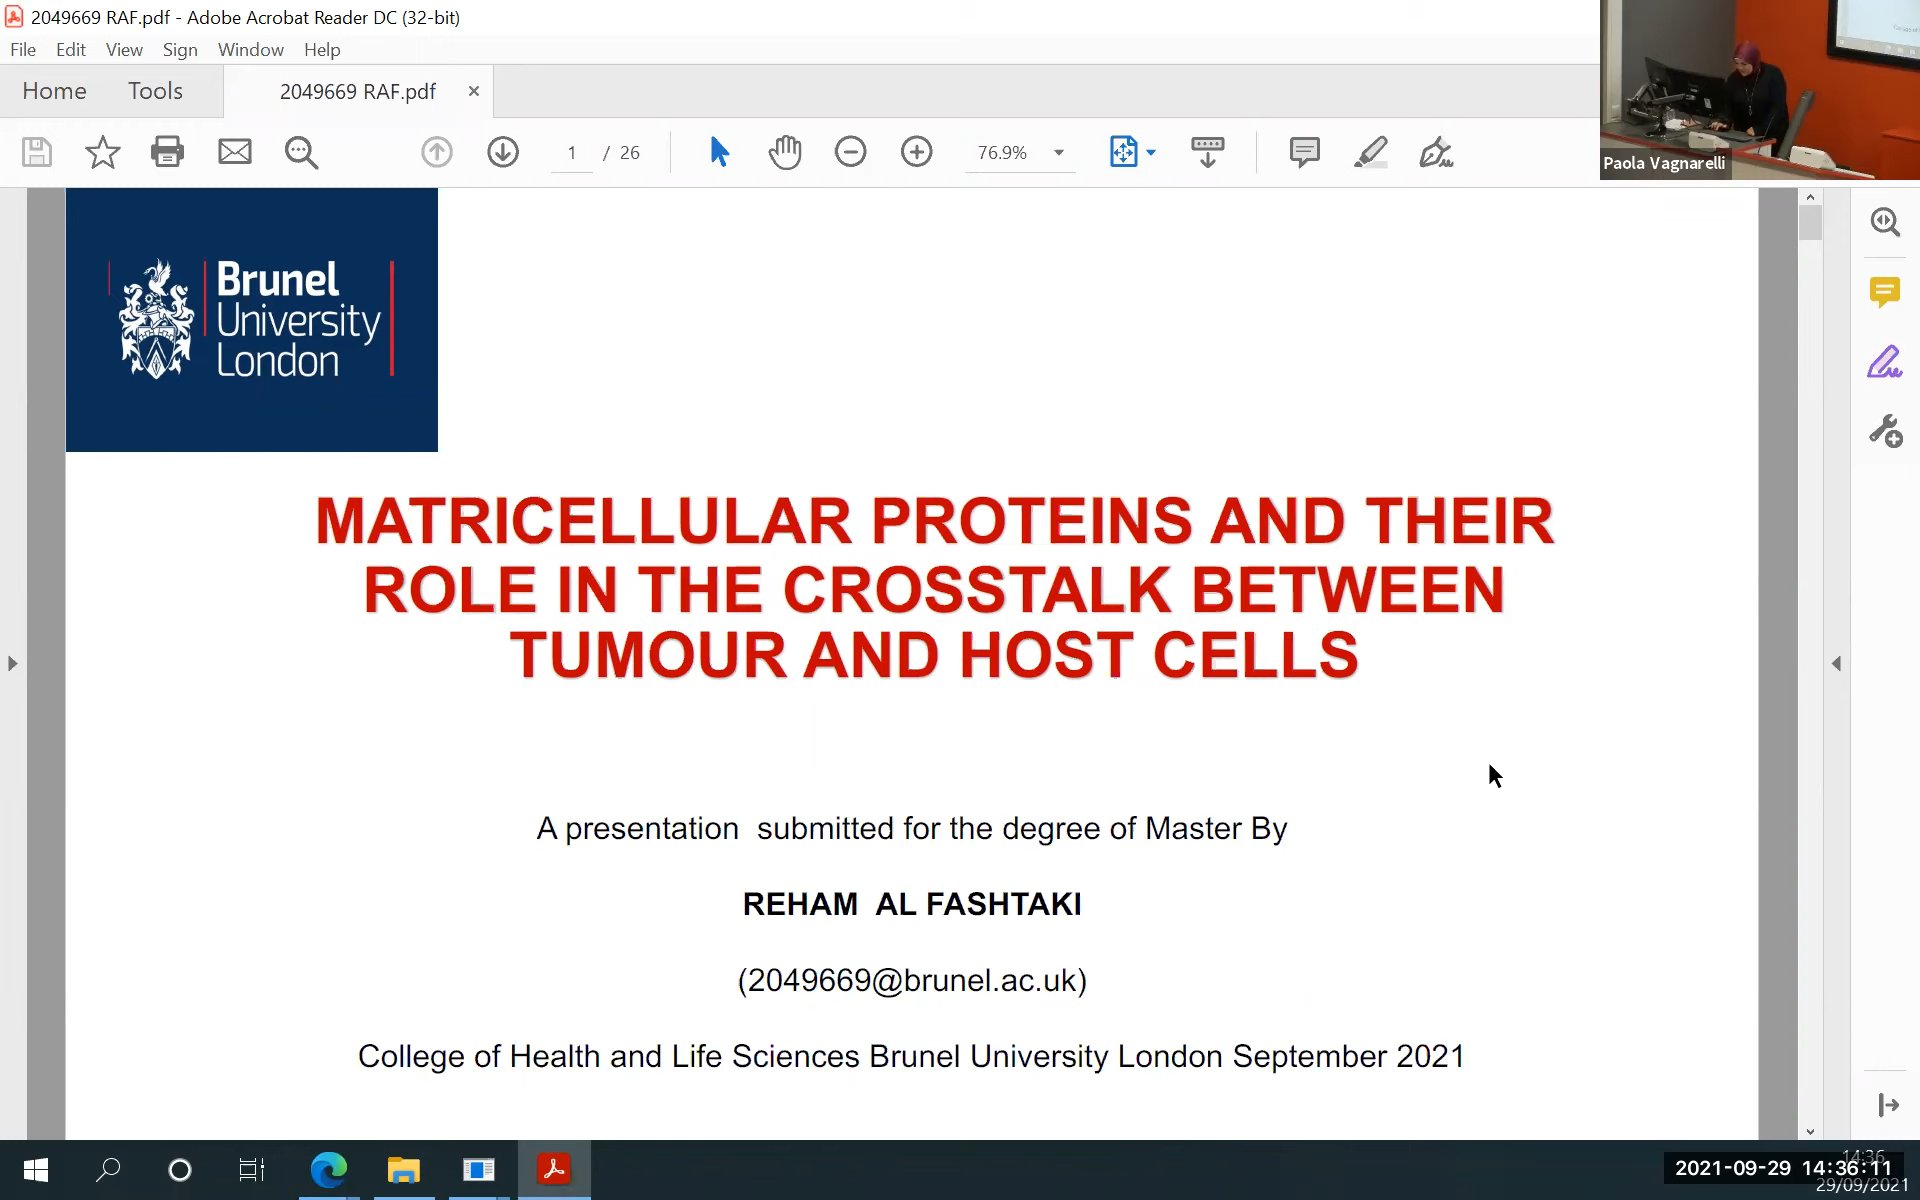 2049669 RAF.pdf - Adobe Acrobat Reader DC (32-bit)
File Edit View Sign Window Help
Home Tools 2049669 RAF.pdf
1 / 26 76.9%
Paola Vagnarelli
Brunel
University
London
MATRICELLULAR PROTEINS AND THEIR
ROLE IN THE CROSSTALK BETWEEN
TUMOUR AND HOST CELLS
A presentation submitted for the degree of Master By
REHAM AL FASHTAKI
(2049669@brunel.ac.uk)
College of Health and Life Sciences Brunel University London September 2021
14:36
2021-09-29 14:36:11
29/09/2021